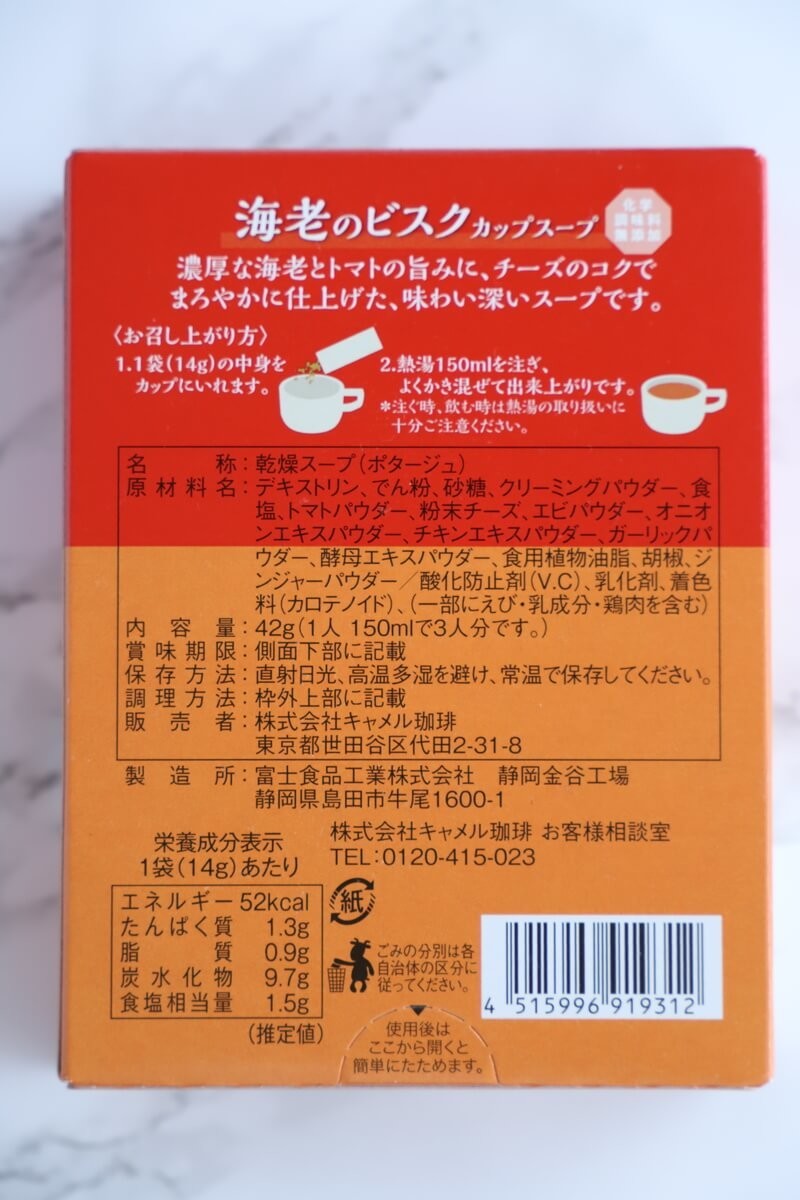 海老のビスク カップスープ
化学
調味料
無添加
濃厚な海老とトマトの旨みに、チーズのコクで
まろやかに仕上げた、味わい深いスープです。
〈お召し上がり方〉
1.1袋(14g)の中身を
カップにいれます。
2.熱湯150mlを注ぎ、
よくかき混ぜて出来上がりです。
*注ぐ時、飲む時は熱湯の取り扱いに
十分ご注意ください。
名称:乾燥スープ(ポタージュ)
原材料名:デキストリン、でん粉、砂糖、クリーミングパウダー、食
塩、トマトパウダー、粉末チーズ、エビパウダー、オニオ
ンエキスパウダー、チキンエキスパウダー、ガーリックパ
ウダー、酵母エキスパウダー、食用植物油脂、胡椒、ジ
ンジャーパウダー/酸化防止剤(V.C)、乳化剤、着色
料(カロテノイド)、(一部にえび・乳成分・鶏肉を含む)
内容量:42g(1人 150mlで3人分です。)
賞味期限:側面下部に記載
保存方法:直射日光、高温多湿を避け、常温で保存してください。
調理方法:枠外上部に記載
販売者:株式会社キャメル珈琲
東京都世田谷区代田2-31-8
製造所:富士食品工業株式会社 静岡金谷工場
静岡県島田市牛尾1600-1
株式会社キャメル珈琲 お客様相談室
TEL:0120-415-023
栄養成分表示
1袋(14g)あたり
エネルギー 52kcal
たんぱく質 1.3g
脂質 0.9g
炭水化物 9.7g
食塩相当量 1.5g
(推定値)
紙
ごみの分別は各
自治体の区分に
従ってください。
4 515996 919312
使用後は
ここから開くと
簡単にたためます。